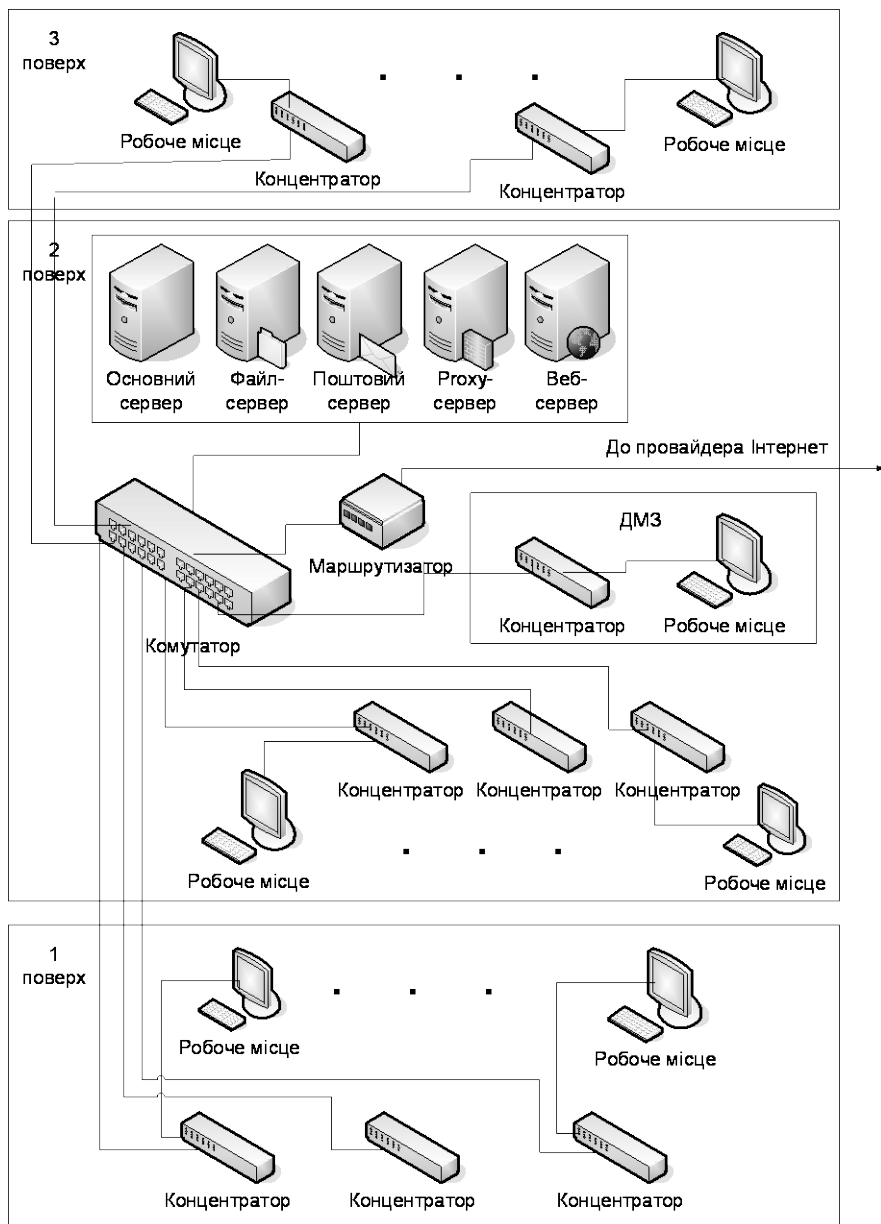 3
поверх
Робоче місце
Концентратор
Концентратор
Робоче місце
2
поверх
Основний
сервер
Файл-
сервер
Поштовий
сервер
Proxy-
сервер
Веб-
сервер
До провайдера Інтернет
Комутатор
Маршрутизатор
ДМЗ
Концентратор
Робоче місце
Концентратор
Концентратор
Концентратор
Робоче місце
Робоче місце
1
поверх
Робоче місце
Робоче місце
Концентратор
Концентратор
Концентратор